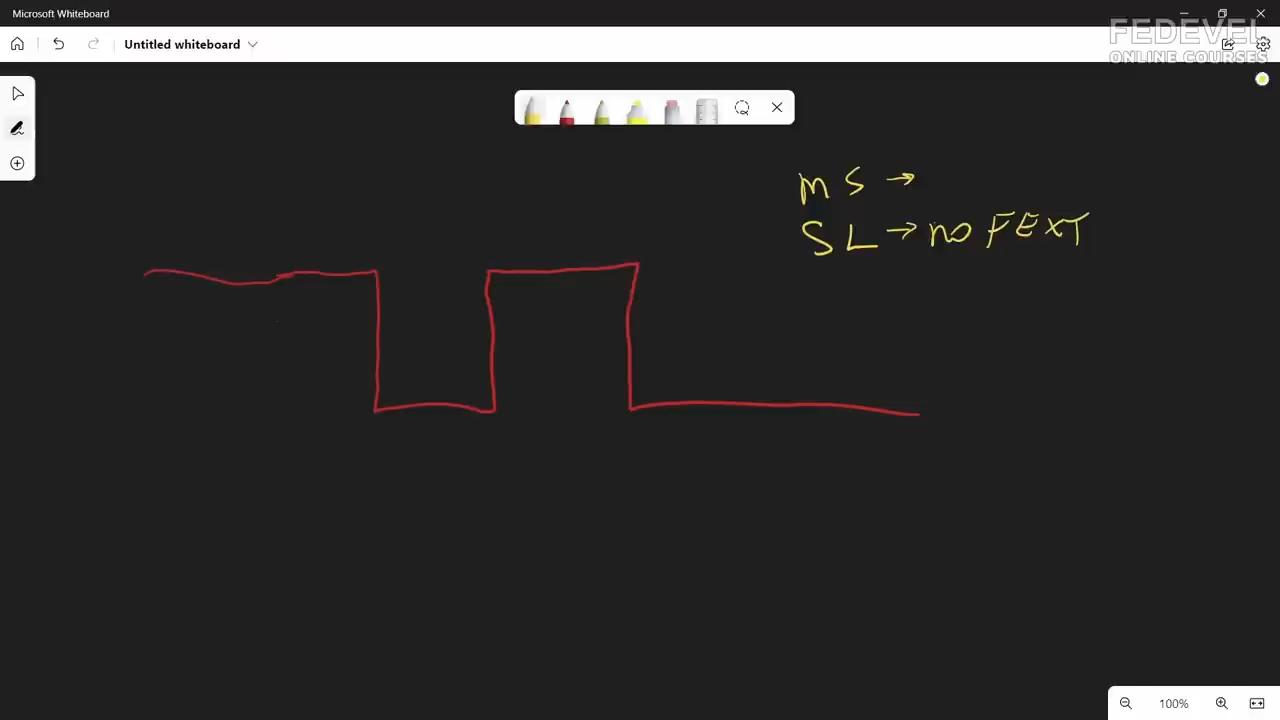 Microsoft Whiteboard
FEDEVEL
ONLINE COURSES
Untitled whiteboard
MS →
SL → no FEXT
100%